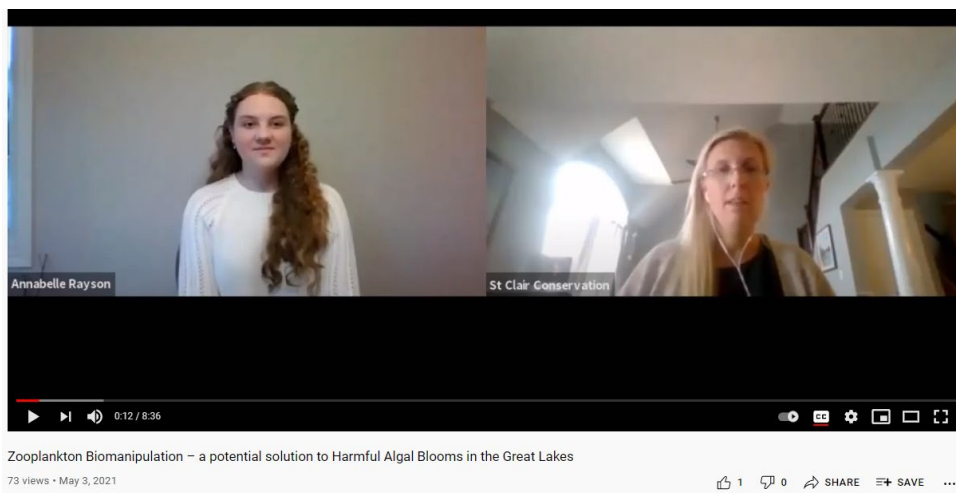 Annabelle Rayson
St Clair Conservation
0:12 / 8:36
CC
Zooplankton Biomanipulation – a potential solution to Harmful Algal Blooms in the Great Lakes
73 views • May 3, 2021
1
0
SHARE
SAVE